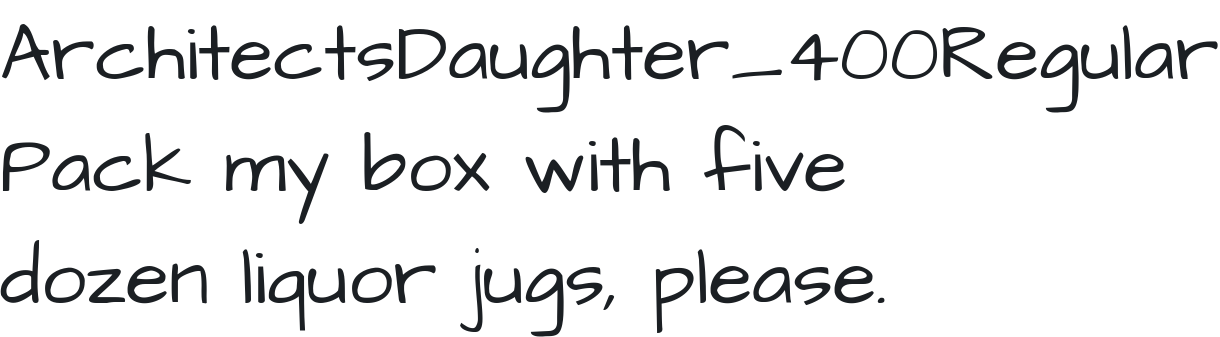 ArchitectsDaughter_400Regular
Pack my box with five
dozen liquor jugs, please.